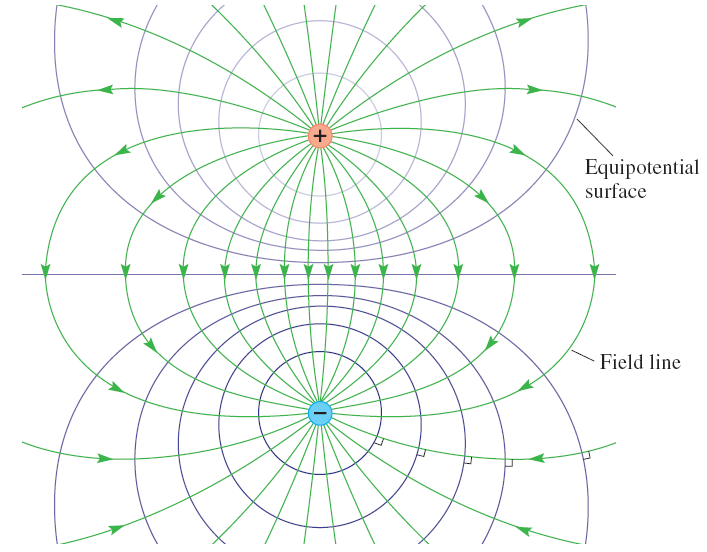 +
Equipotential
surface
Field line
−